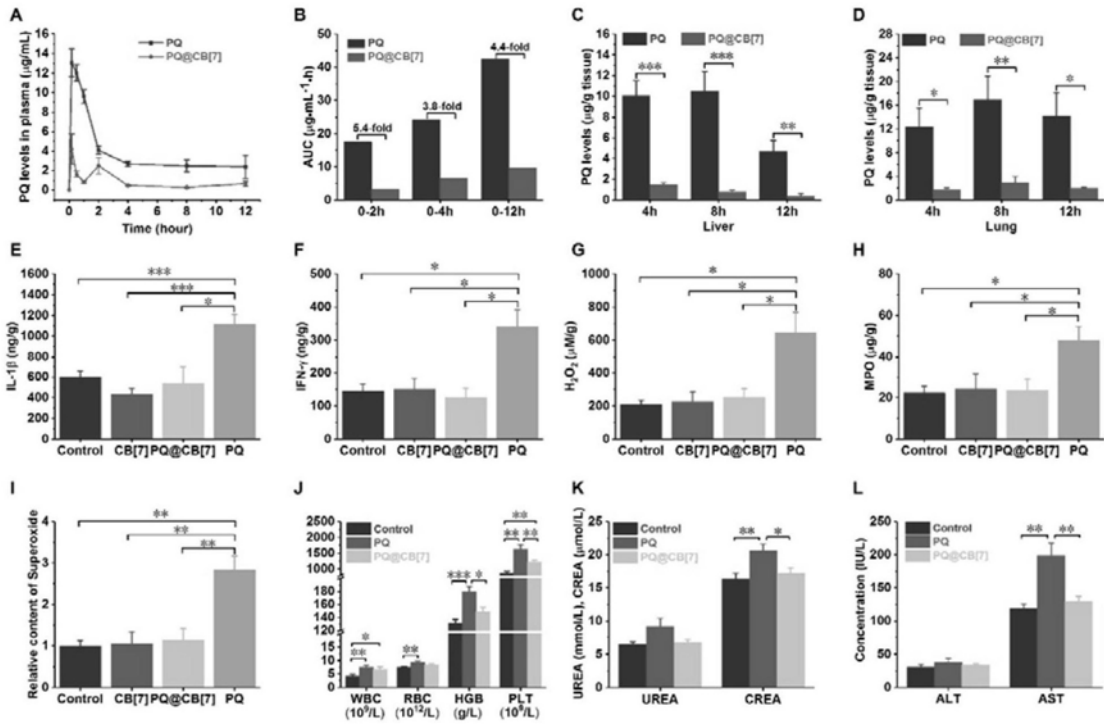 A
PQ levels in plasma (μg/mL)
16
14
12
10
8
6
4
2
0
PQ
PQ@CB[7]
0 2 4 6 8 10 12
Time (hour)
B
AUC (μg·mL-1·h)
50
40
30
20
10
0
PQ
PQ@CB[7]
5.4-fold
3.8-fold
4.4-fold
0-2h 0-4h 0-12h
C
PQ levels (μg/g tissue)
16
14
12
10
8
6
4
2
0
PQ PQ@CB[7]
*** *** **
4h 8h 12h
Liver
D
PQ levels (μg/g tissue)
32
28
24
20
16
12
8
4
0
PQ PQ@CB[7]
* ** *
4h 8h 12h
Lung
E
IL-1β (ng/g)
1600
1400
1200
1000
800
600
400
200
0
***
***
*
Control CB[7] PQ@CB[7] PQ
F
IFN-γ (ng/g)
500
400
300
200
100
0
*
*
*
Control CB[7] PQ@CB[7] PQ
G
H₂O₂ (μM/g)
1000
800
600
400
200
0
*
*
*
Control CB[7] PQ@CB[7] PQ
H
MPO (μg/g)
80
60
40
20
0
*
*
*
Control CB[7] PQ@CB[7] PQ
I
Relative content of Superoxide
4
3
2
1
0
**
**
**
Control CB[7] PQ@CB[7] PQ
J
2500
2000
1500
1000
180
160
140
120
15
10
5
0
Control
PQ
PQ@CB[7]
**
** **
*** *
*
** **
WBC RBC HGB PLT
(10⁹/L) (10¹²/L) (g/L)
K
UREA (mmol/L), CREA (μmol/L)
25
20
15
10
5
0
Control
PQ
PQ@CB[7]
** *
UREA CREA
L
Concentration (IU/L)
250
200
150
100
50
0
Control
PQ
PQ@CB[7]
** **
ALT AST